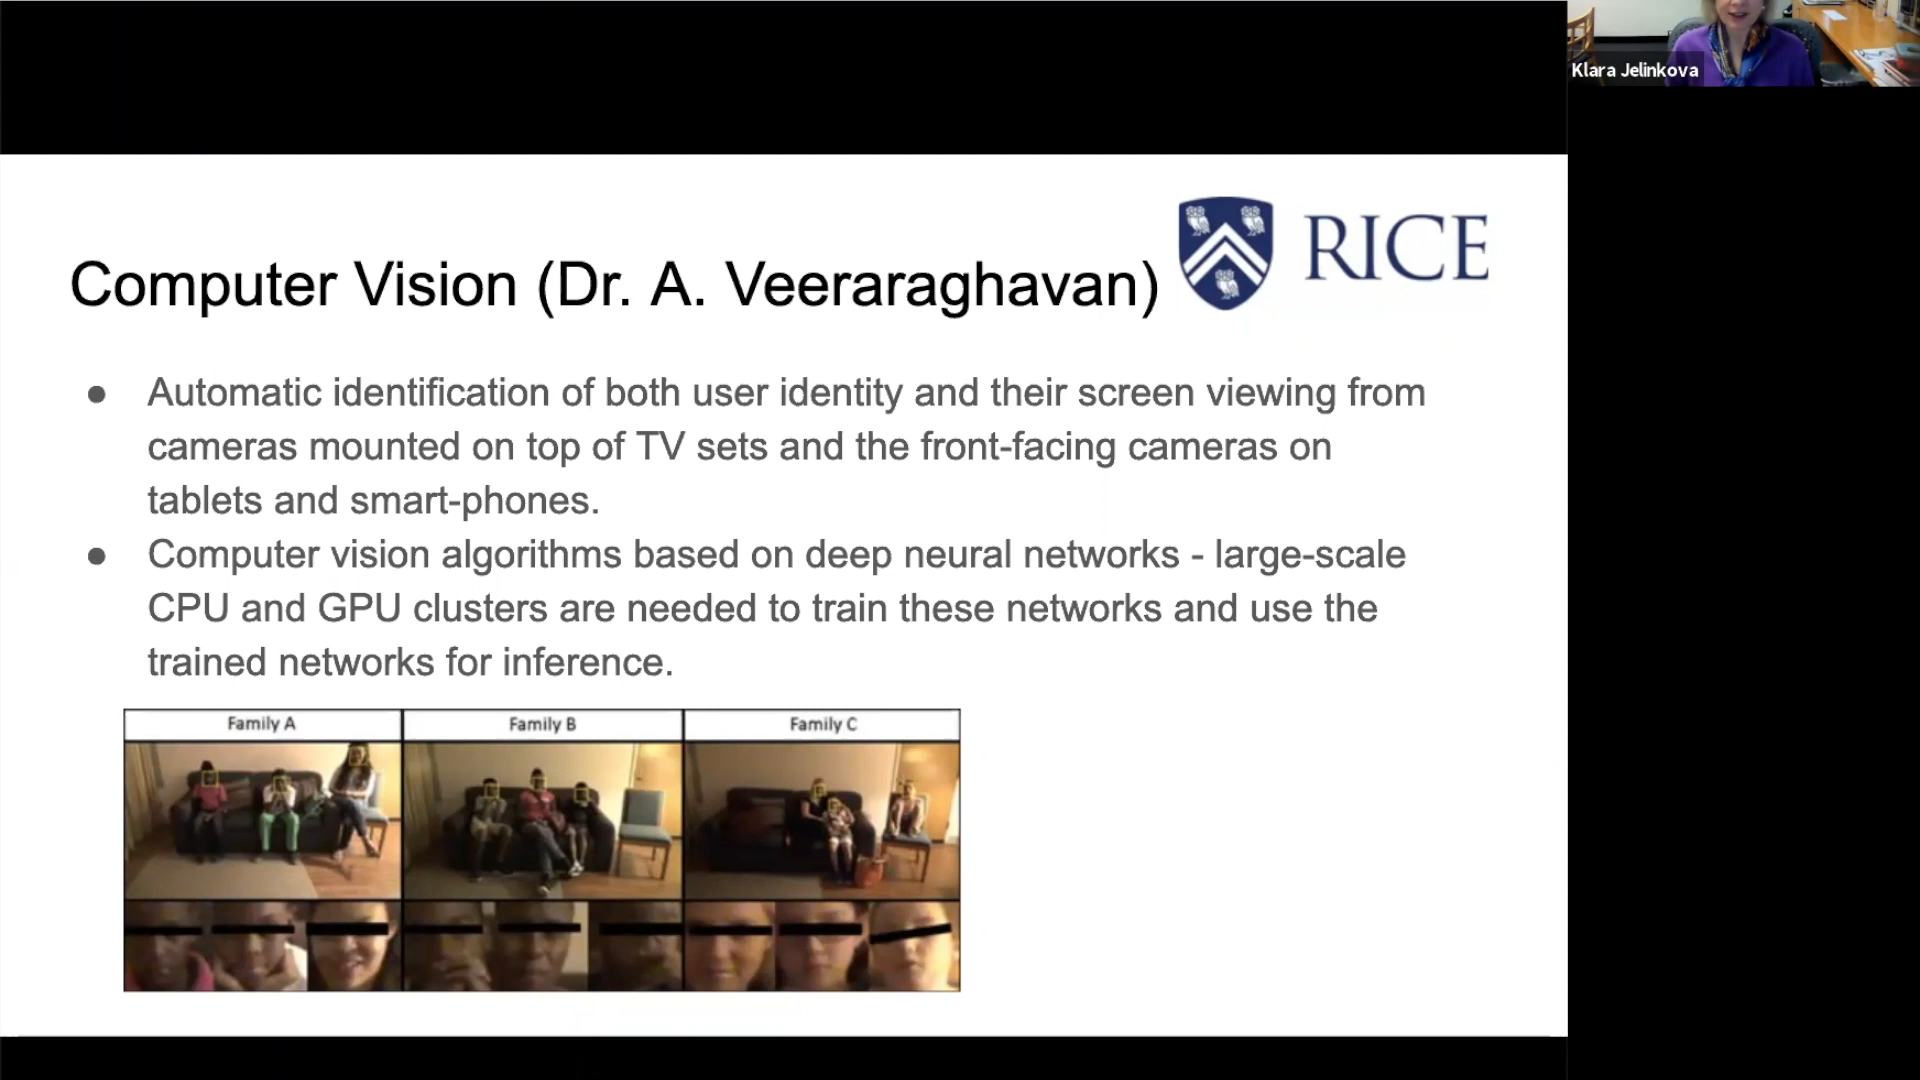 Klara Jelinkova
RICE
Computer Vision (Dr. A. Veeraraghavan)
● Automatic identification of both user identity and their screen viewing from
cameras mounted on top of TV sets and the front-facing cameras on
tablets and smart-phones.
● Computer vision algorithms based on deep neural networks - large-scale
CPU and GPU clusters are needed to train these networks and use the
trained networks for inference.
Family A
Family B
Family C